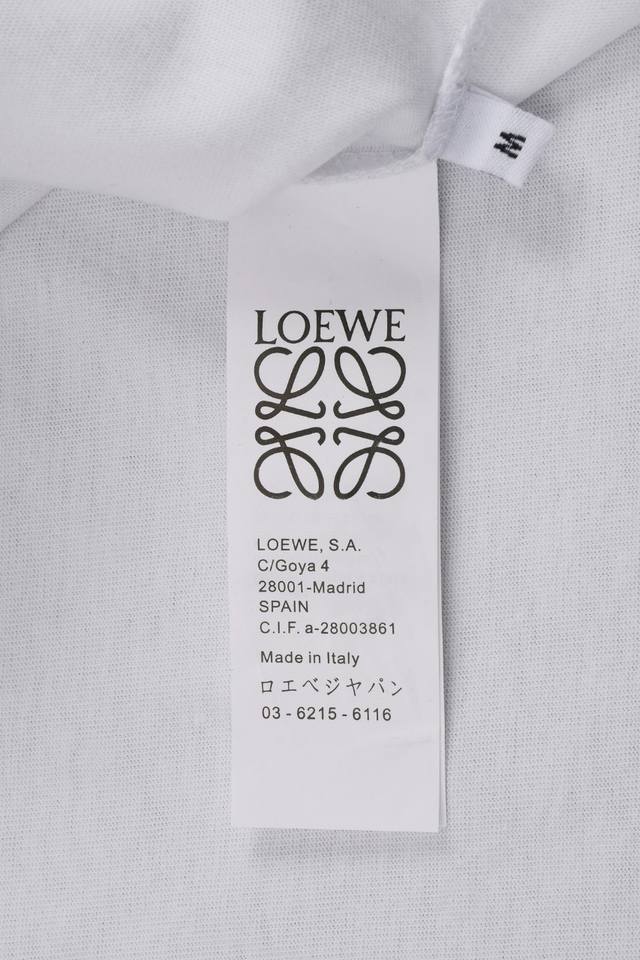 M
LOEWE
LOEWE, S.A.
C/Goya 4
28001-Madrid
SPAIN
C.I.F. a-28003861
Made in Italy
ロエベジヤパン
03 - 6215 - 6116